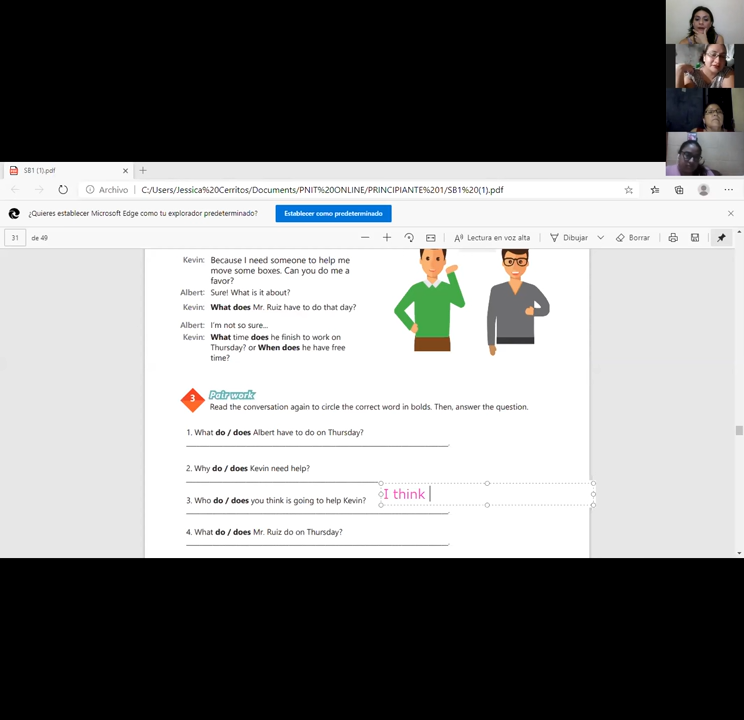 SB1 (1).pdf
Archivo | C:/Users/Jessica%20Cerritos/Documents/PNIT%20ONLINE/PRINCIPIANTE%201/SB1%20(1).pdf
¿Quieres establecer Microsoft Edge como tu explorador predeterminado? Establecer como predeterminado
31 de 49 Lectura en voz alta Dibujar Borrar
Kevin: Because I need someone to help me
move some boxes. Can you do me a
favor?
Albert: Sure! What is it about?
Kevin: What does Mr. Ruiz have to do that day?
Albert: I'm not so sure...
Kevin: What time does he finish to work on
Thursday? or When does he have free
time?
3 Pair work
Read the conversation again to circle the correct word in bolds. Then, answer the question.
1. What do / does Albert have to do on Thursday?
2. Why do / does Kevin need help?
I think
3. Who do / does you think is going to help Kevin?
4. What do / does Mr. Ruiz do on Thursday?